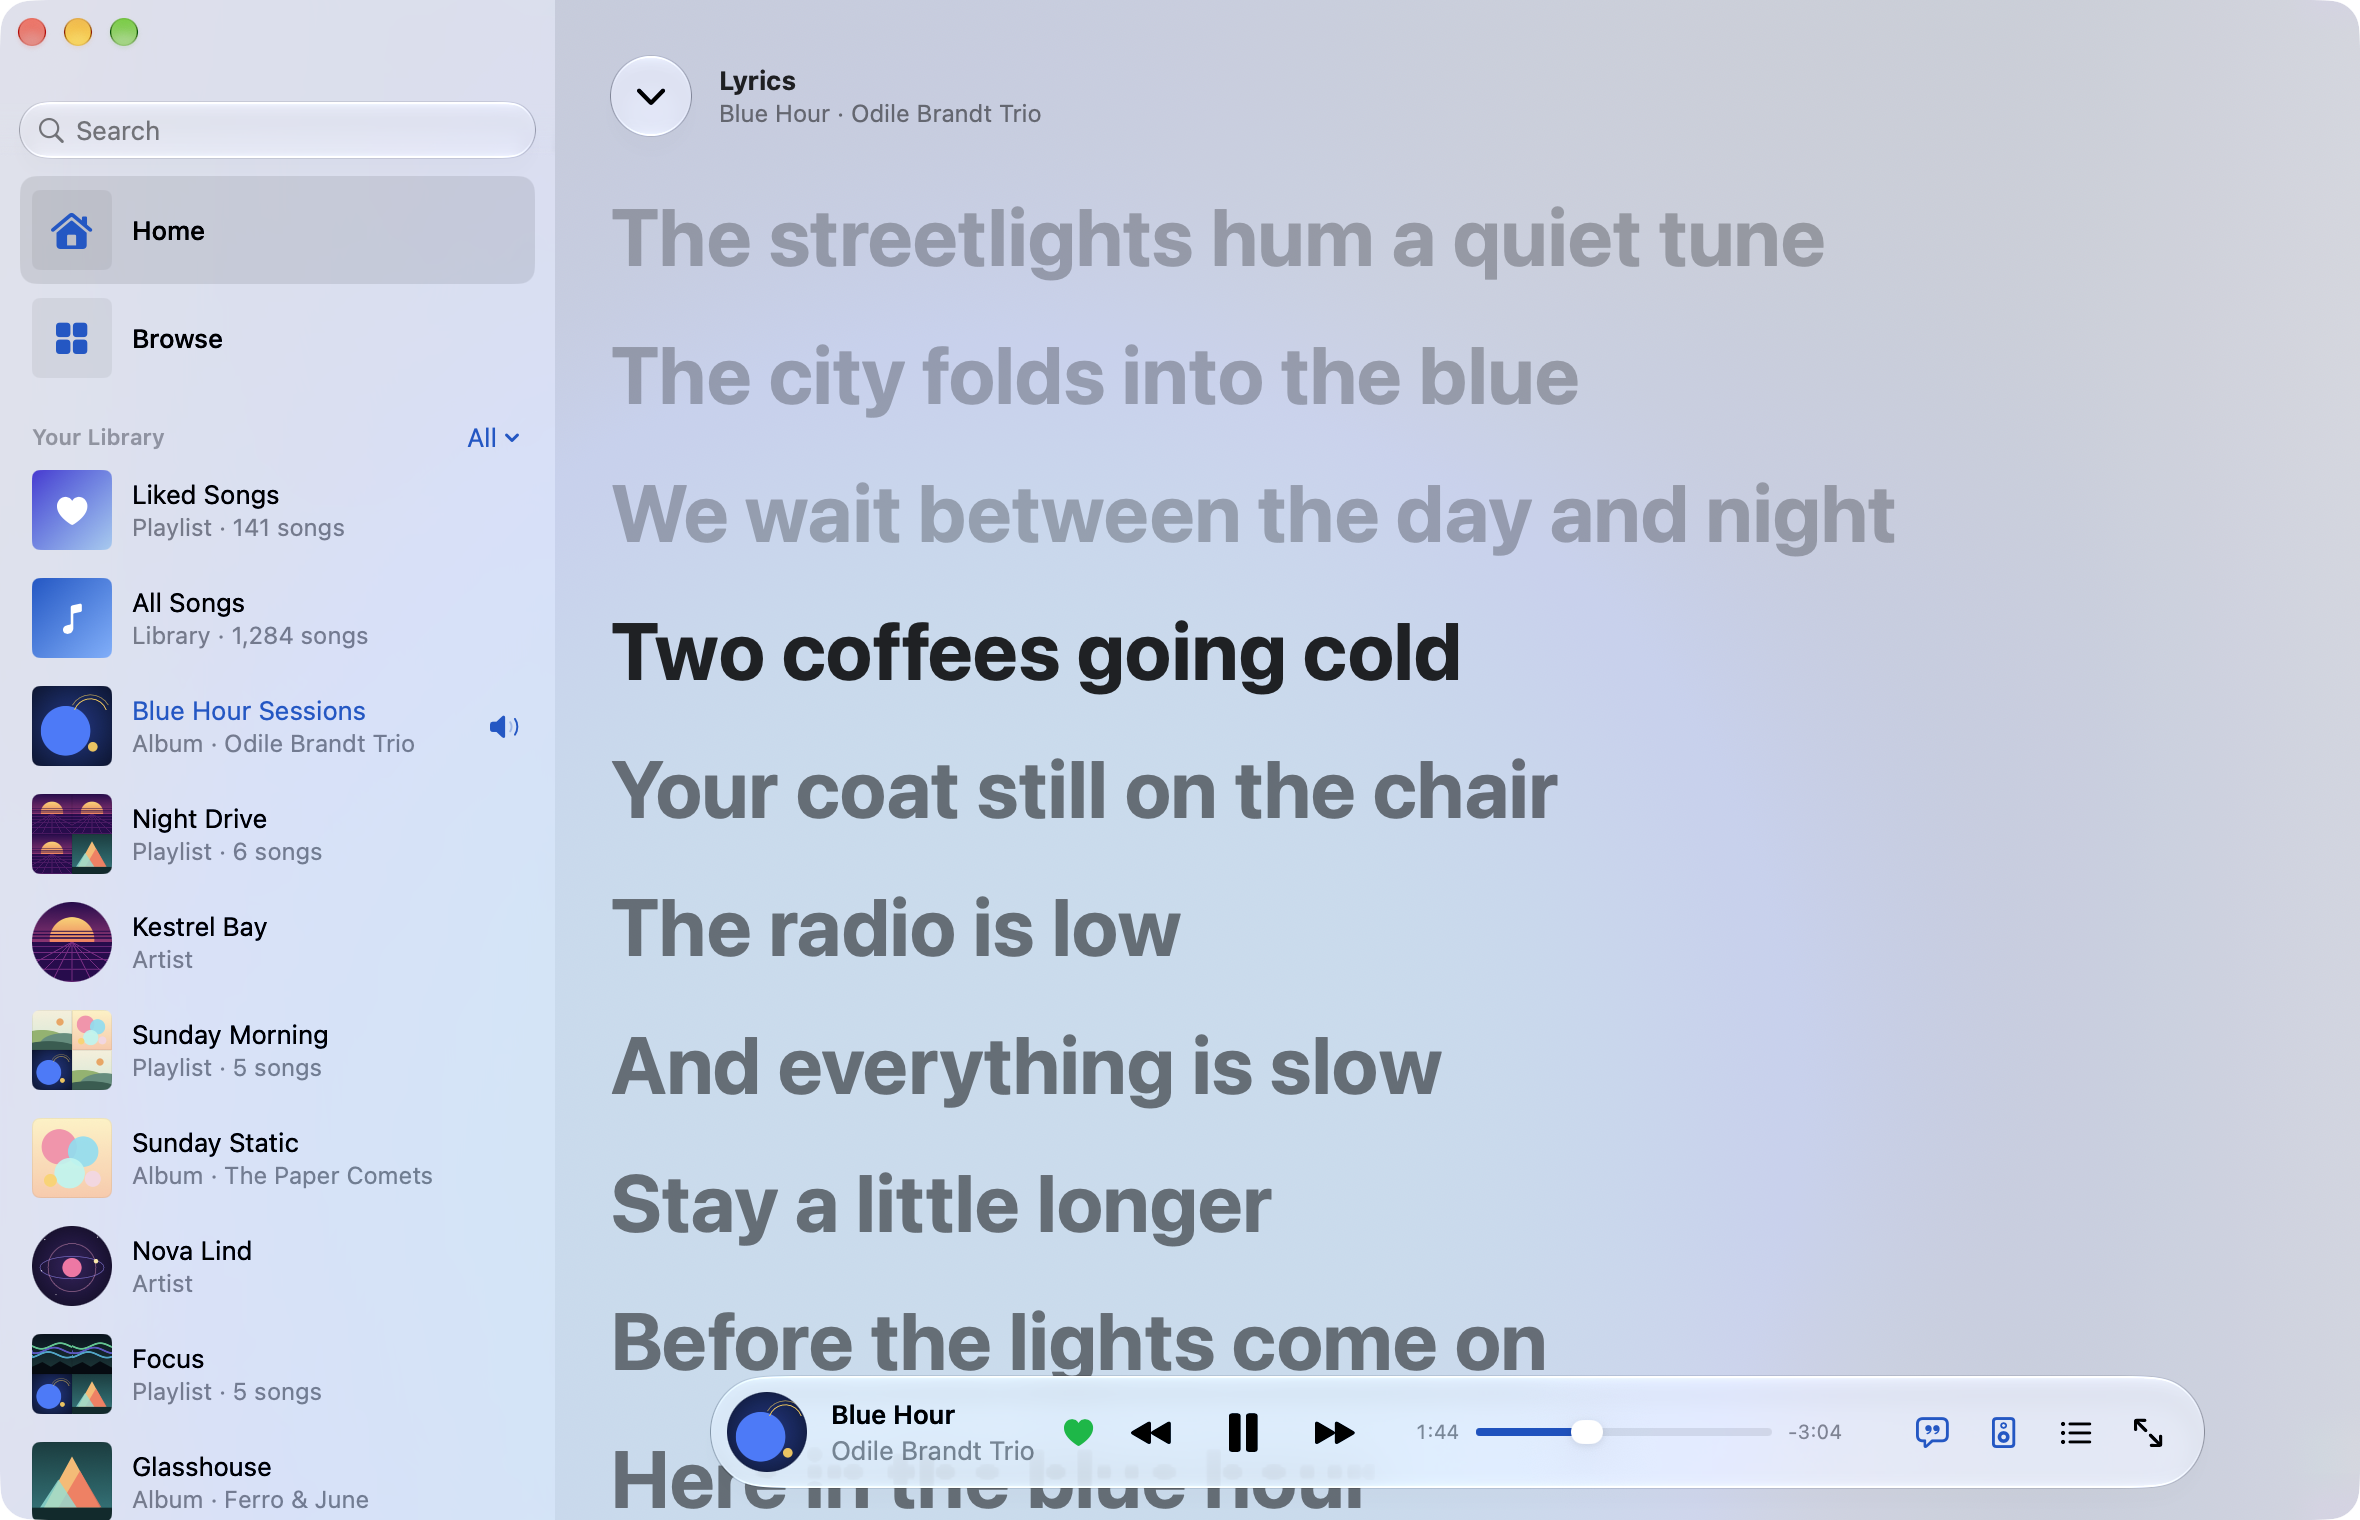 Search
Home
Browse
Your Library
All
Liked Songs
Playlist · 141 songs
All Songs
Library · 1,284 songs
Blue Hour Sessions
Album · Odile Brandt Trio
Night Drive
Playlist · 6 songs
Kestrel Bay
Artist
Sunday Morning
Playlist · 5 songs
Sunday Static
Album · The Paper Comets
Nova Lind
Artist
Focus
Playlist · 5 songs
Glasshouse
Album · Ferro & June
Lyrics
Blue Hour · Odile Brandt Trio
The streetlights hum a quiet tune
The city folds into the blue
We wait between the day and night
Two coffees going cold
Your coat still on the chair
The radio is low
And everything is slow
Stay a little longer
Before the lights come on
Here in the blue hour
Blue Hour
Odile Brandt Trio
1:44
-3:04